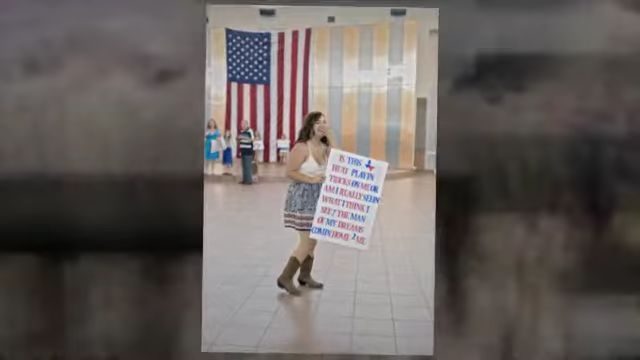 IS THIS
HEAT PLAYIN
TRICKS ON ME OR
AM I REALLY SEEIN
WHAT I THINK I
SEE? THE MAN
OF MY DREAMS
COMIN HOME 2 ME